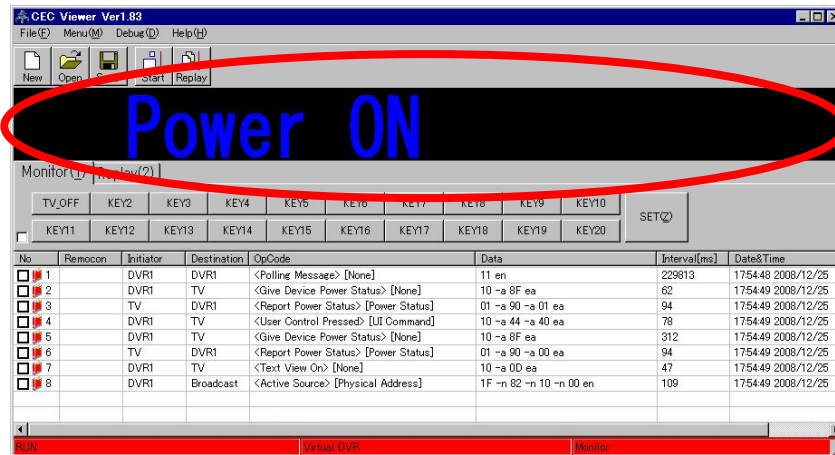 CEC Viewer Ver1.83
File(F) Menu(M) Debug(D) Help(H)
New Open Save Start Replay
Power ON
Monitor(1) Replay(2)
TV_OFF KEY2 KEY3 KEY4 KEY5 KEY6 KEY7 KEY8 KEY9 KEY10
SET(Z)
KEY11 KEY12 KEY13 KEY14 KEY15 KEY16 KEY17 KEY18 KEY19 KEY20
No Remocon Initiator Destination OpCode Data Interval[ms] Date&Time
1 DVR1 DVR1 <Polling Message> [None] 11 en 229813 17:54:48 2008/12/25
2 DVR1 TV <Give Device Power Status> [None] 10 -a 8F ea 62 17:54:49 2008/12/25
3 TV DVR1 <Report Power Status> [Power Status] 01 -a 90 -a 01 ea 94 17:54:49 2008/12/25
4 DVR1 TV <User Control Pressed> [UI Command] 10 -a 44 -a 40 ea 78 17:54:49 2008/12/25
5 DVR1 TV <Give Device Power Status> [None] 10 -a 8F ea 312 17:54:49 2008/12/25
6 TV DVR1 <Report Power Status> [Power Status] 01 -a 90 -a 00 ea 94 17:54:49 2008/12/25
7 DVR1 TV <Text View On> [None] 10 -a 0D ea 47 17:54:49 2008/12/25
8 DVR1 Broadcast <Active Source> [Physical Address] 1F -n 82 -n 10 -n 00 en 109 17:54:49 2008/12/25
RUN Virtual DVR Monitor